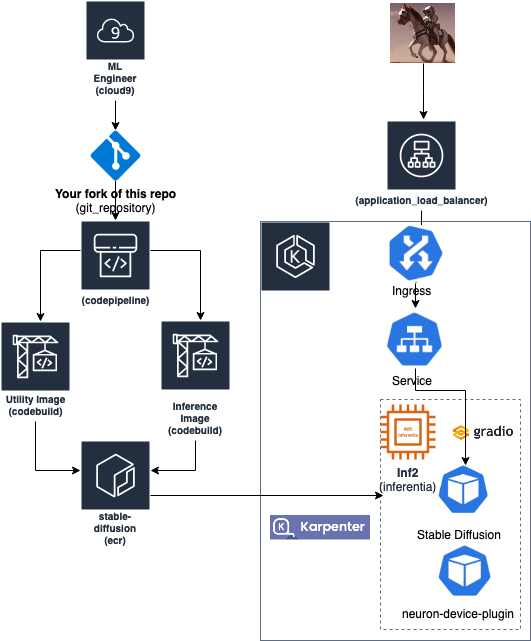 9
ML
Engineer
(cloud9)
Your fork of this repo
(git_repository)
</>
(codepipeline)
</>
Utility Image
(codebuild)
</>
Inference
Image
(codebuild)
stable-
diffusion
(ecr)
(application_load_balancer)
K
Ingress
Service
AWS
Inferentia
gradio
Inf2
(inferentia)
Stable Diffusion
K
Karpenter
neuron-device-plugin